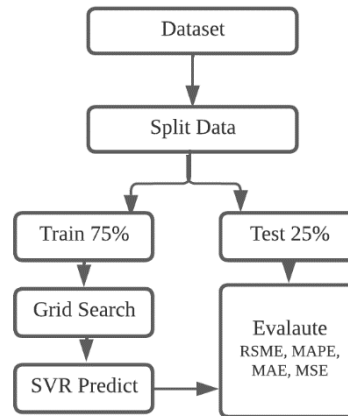 Dataset
Split Data
Train 75%
Test 25%
Grid Search
SVR Predict
Evalaute
RSME, MAPE,
MAE, MSE